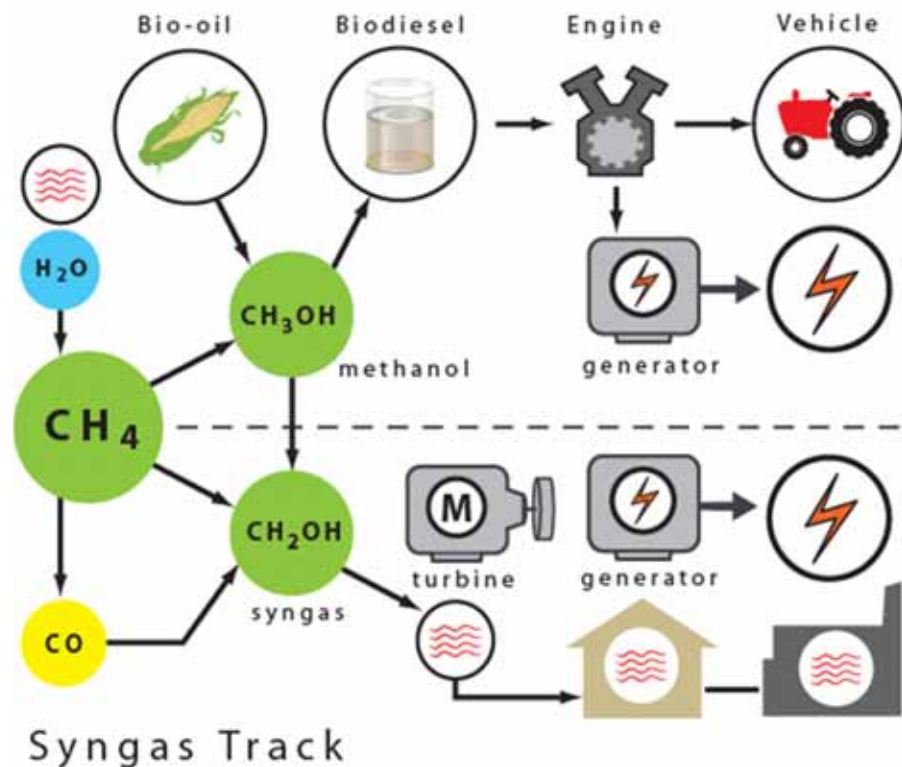 Bio-oil
Biodiesel
Engine
Vehicle
H₂O
CH₃OH
methanol
generator
CH₄
CH₂OH
syngas
M
turbine
generator
CO
Syngas Track